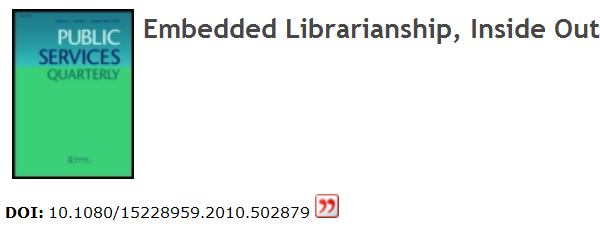 Embedded Librarianship, Inside Out
PUBLIC
SERVICES
QUARTERLY
DOI: 10.1080/15228959.2010.502879